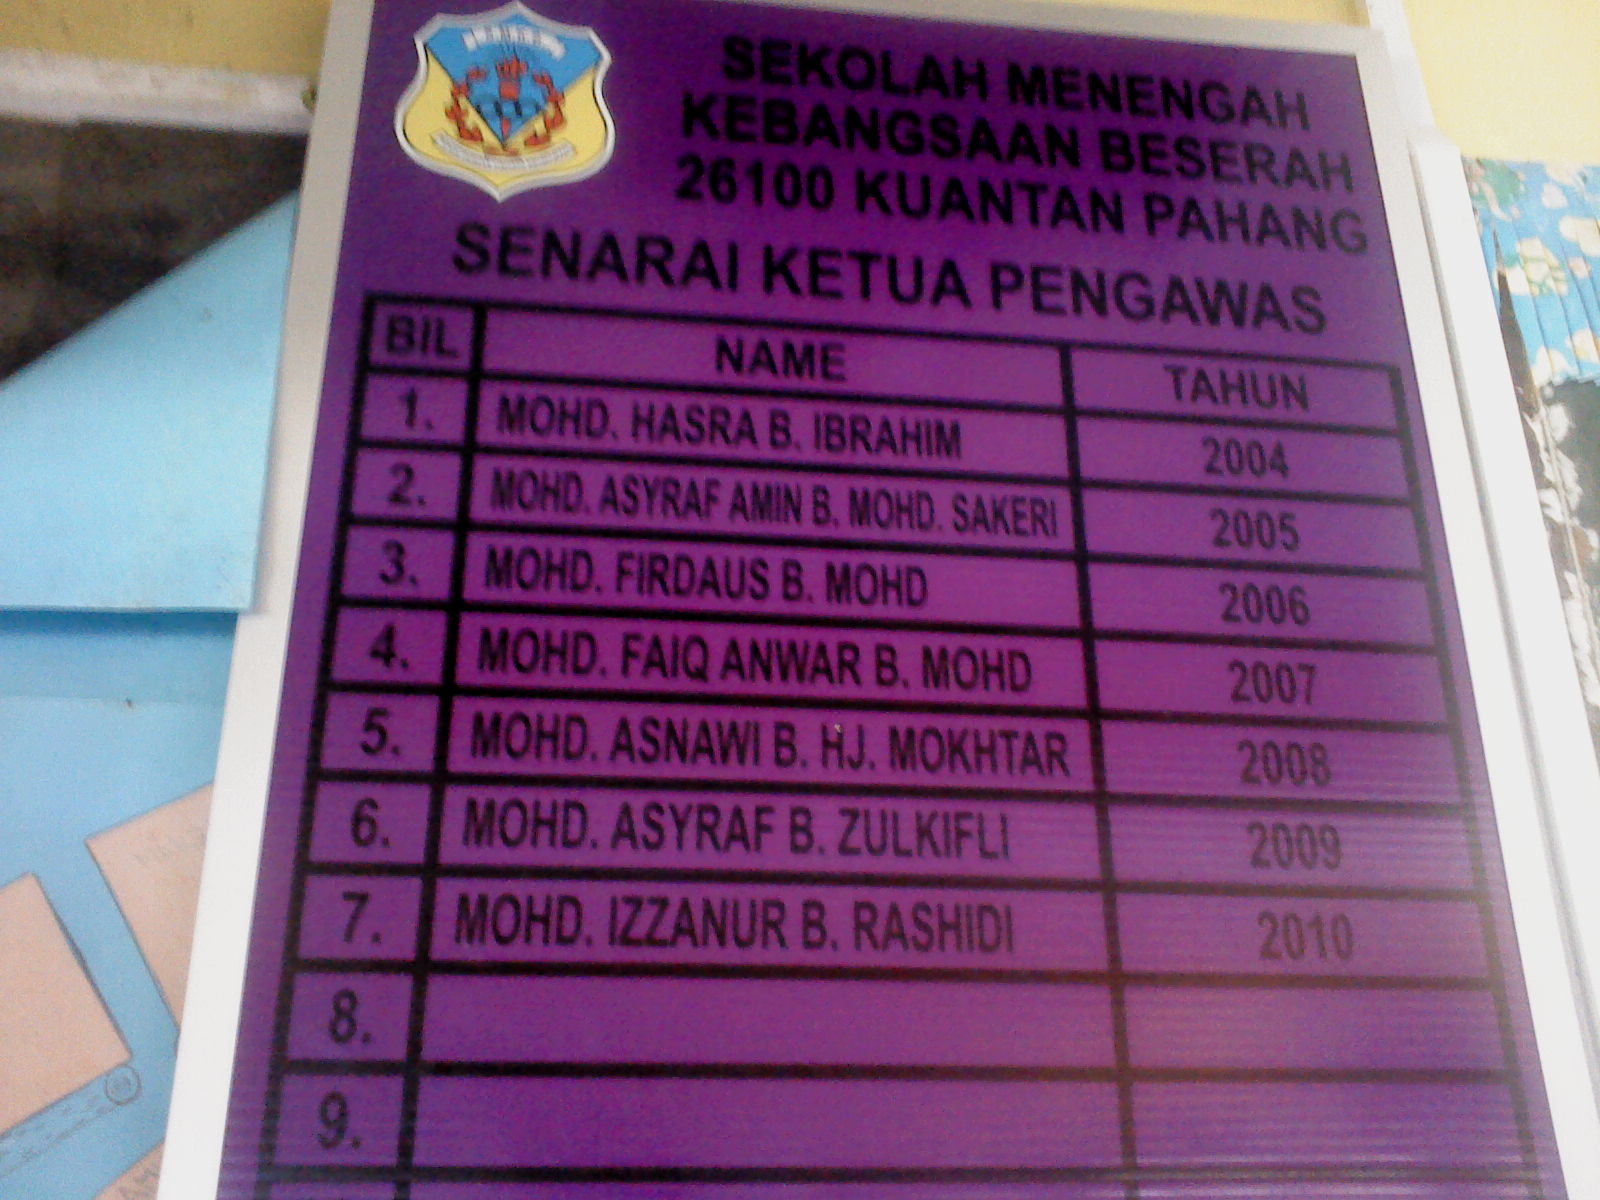 SEKOLAH MENENGAH
KEBANGSAAN BESERAH
26100 KUANTAN PAHANG
SENARAI KETUA PENGAWAS
BIL NAME TAHUN
1. MOHD. HASRA B. IBRAHIM 2004
2. MOHD. ASYRAF AMIN B. MOHD. SAKERI 2005
3. MOHD. FIRDAUS B. MOHD 2006
4. MOHD. FAIQ ANWAR B. MOHD 2007
5. MOHD. ASNAWI B. HJ. MOKHTAR 2008
6. MOHD. ASYRAF B. ZULKIFLI 2009
7. MOHD. IZZANUR B. RASHIDI 2010
8.
9.